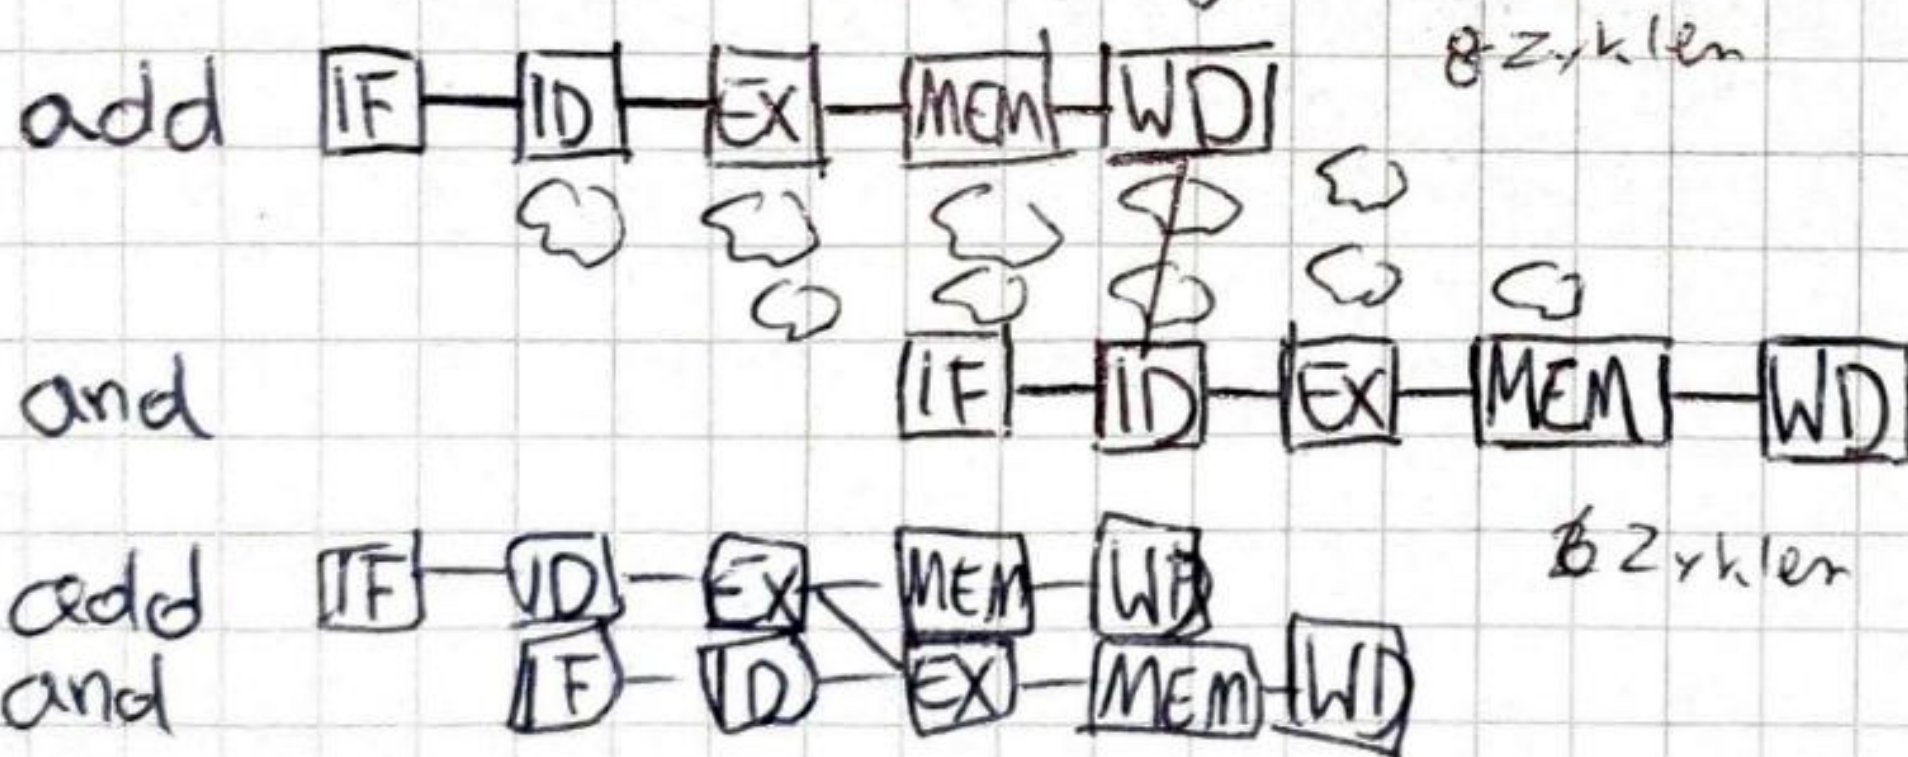 add IF ID EX MEM WD 8 Zyklen
and IF ID EX MEM WD
add IF ID EX MEM WB 6 Zyklen
and IF ID EX MEM WD